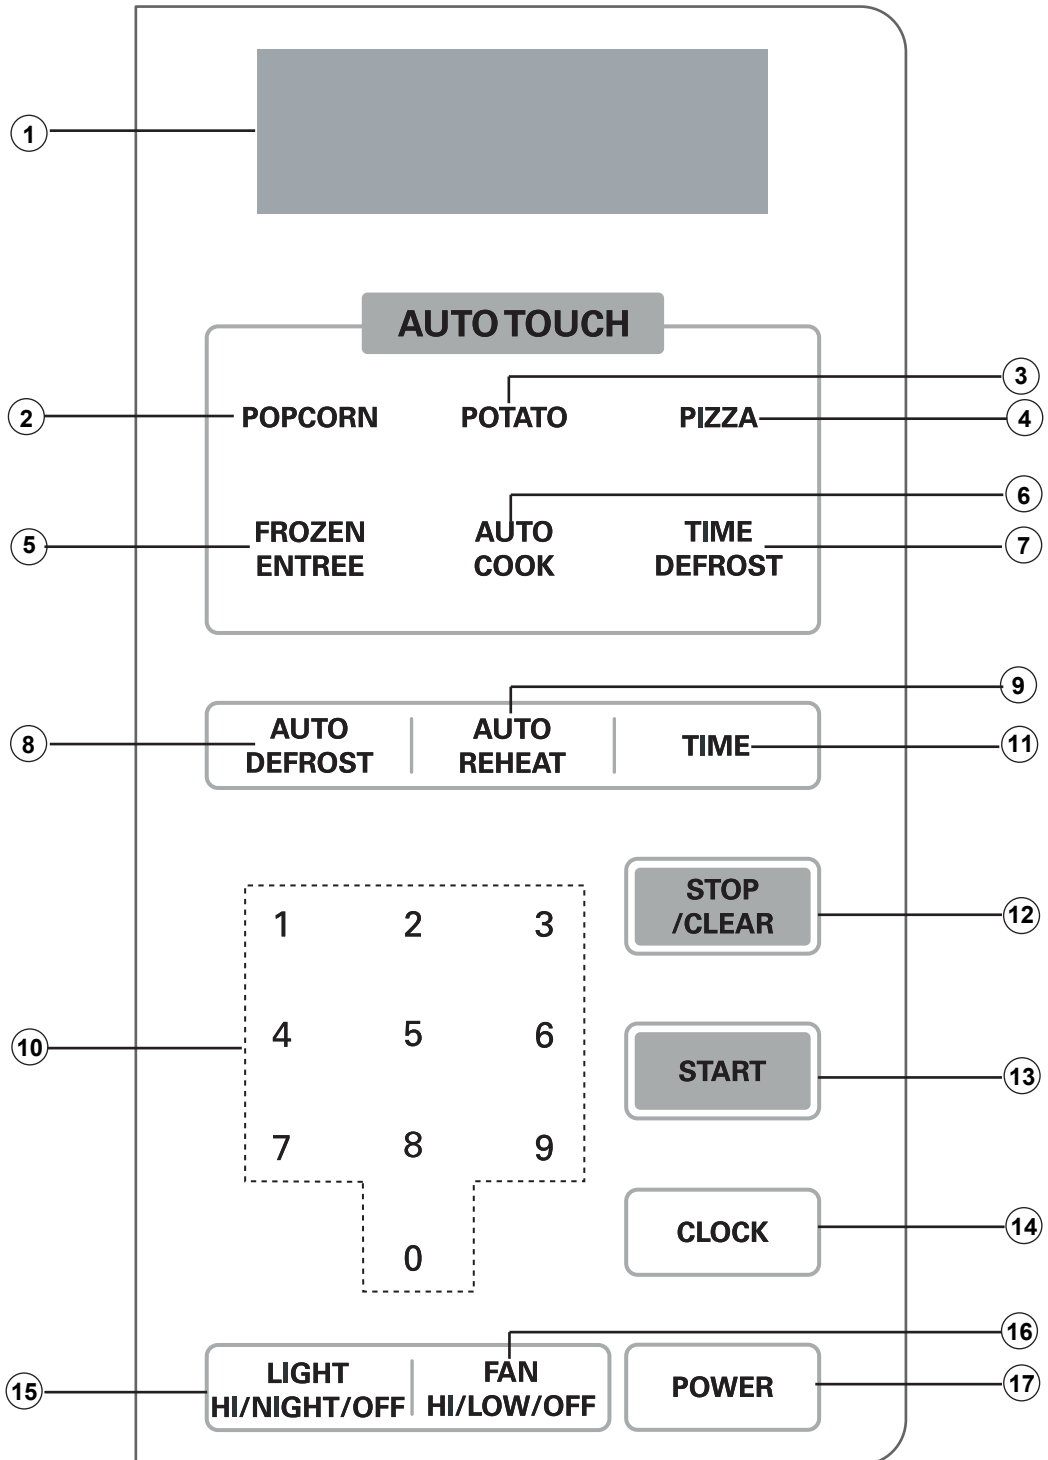 1
AUTO TOUCH
3
2 POPCORN POTATO PIZZA 4
6
5 FROZEN ENTREE AUTO COOK TIME DEFROST 7
9
8 AUTO DEFROST AUTO REHEAT TIME 11
STOP
/CLEAR
12
1 2 3
10
4 5 6
START 13
7 8 9
CLOCK 14
0
16
15 LIGHT
HI/NIGHT/OFF
FAN
HI/LOW/OFF
POWER 17